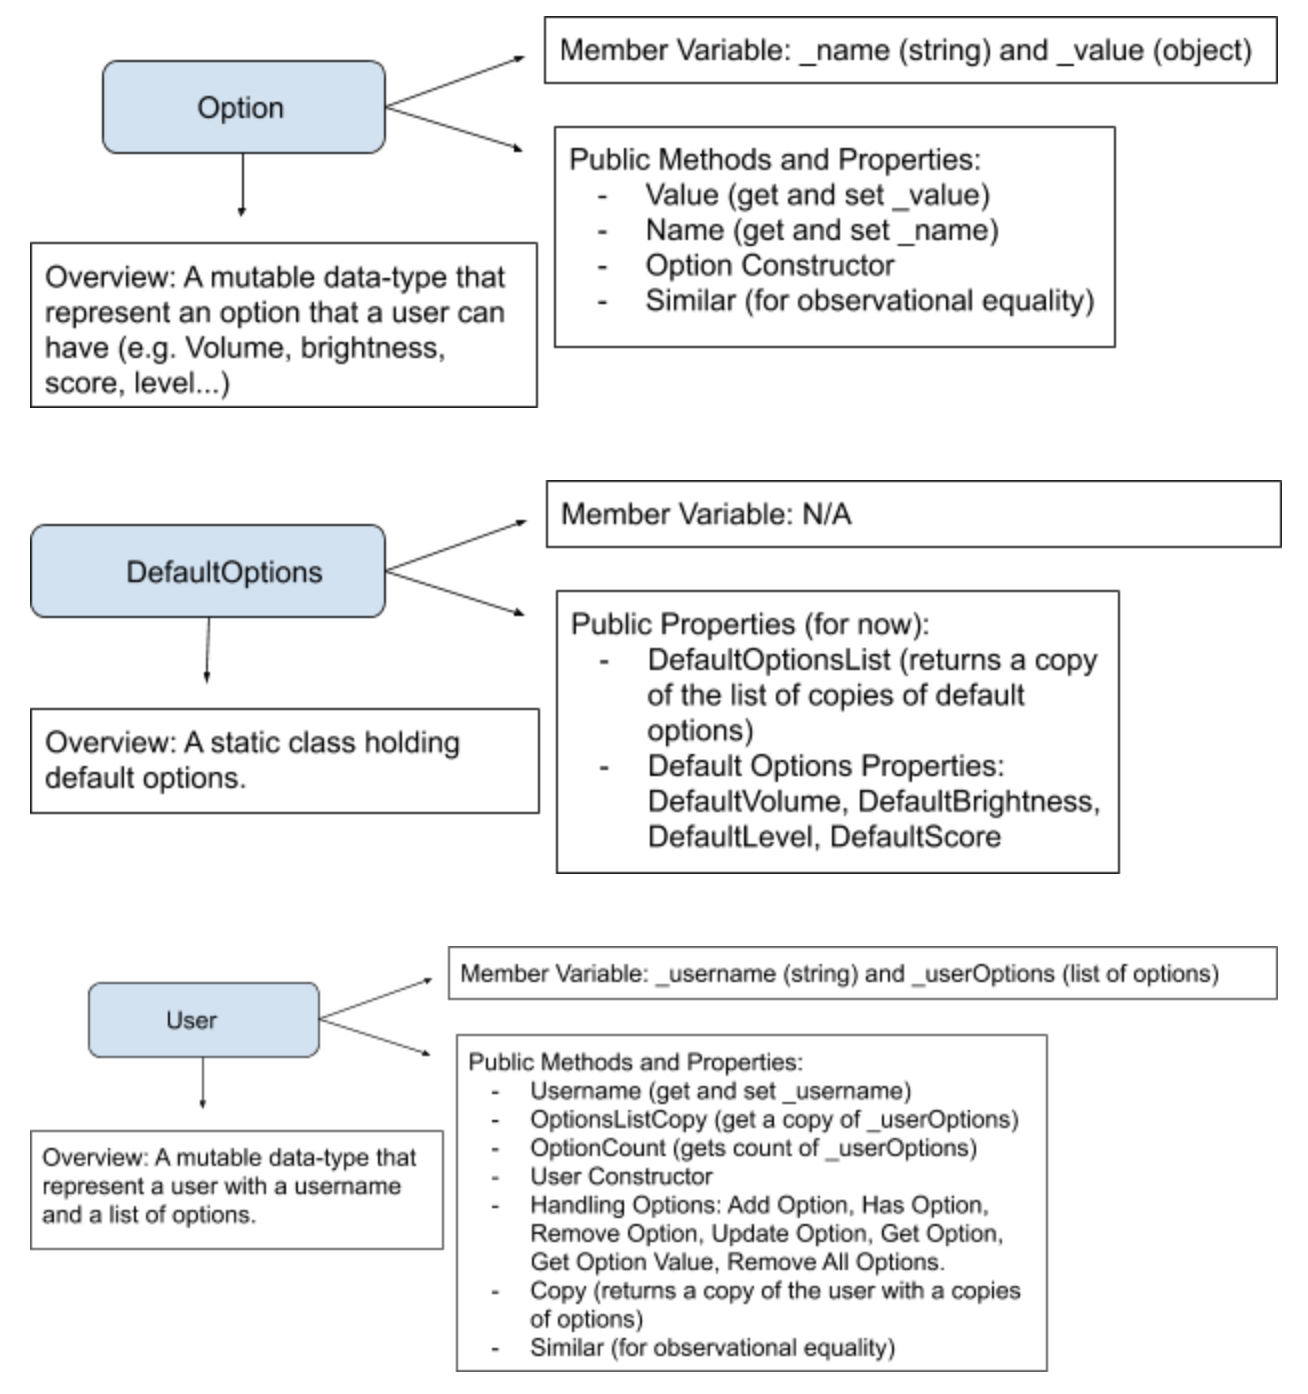 Option
Member Variable: _name (string) and _value (object)
Public Methods and Properties:
- Value (get and set _value)
- Name (get and set _name)
- Option Constructor
- Similar (for observational equality)
Overview: A mutable data-type that
represent an option that a user can
have (e.g. Volume, brightness,
score, level...)
DefaultOptions
Member Variable: N/A
Public Properties (for now):
- DefaultOptionsList (returns a copy
of the list of copies of default
options)
- Default Options Properties:
DefaultVolume, DefaultBrightness,
DefaultLevel, DefaultScore
Overview: A static class holding
default options.
User
Member Variable: _username (string) and _userOptions (list of options)
Public Methods and Properties:
- Username (get and set _username)
- OptionsListCopy (get a copy of _userOptions)
- OptionCount (gets count of _userOptions)
- User Constructor
- Handling Options: Add Option, Has Option,
Remove Option, Update Option, Get Option,
Get Option Value, Remove All Options.
- Copy (returns a copy of the user with a copies
of options)
- Similar (for observational equality)
Overview: A mutable data-type that
represent a user with a username
and a list of options.